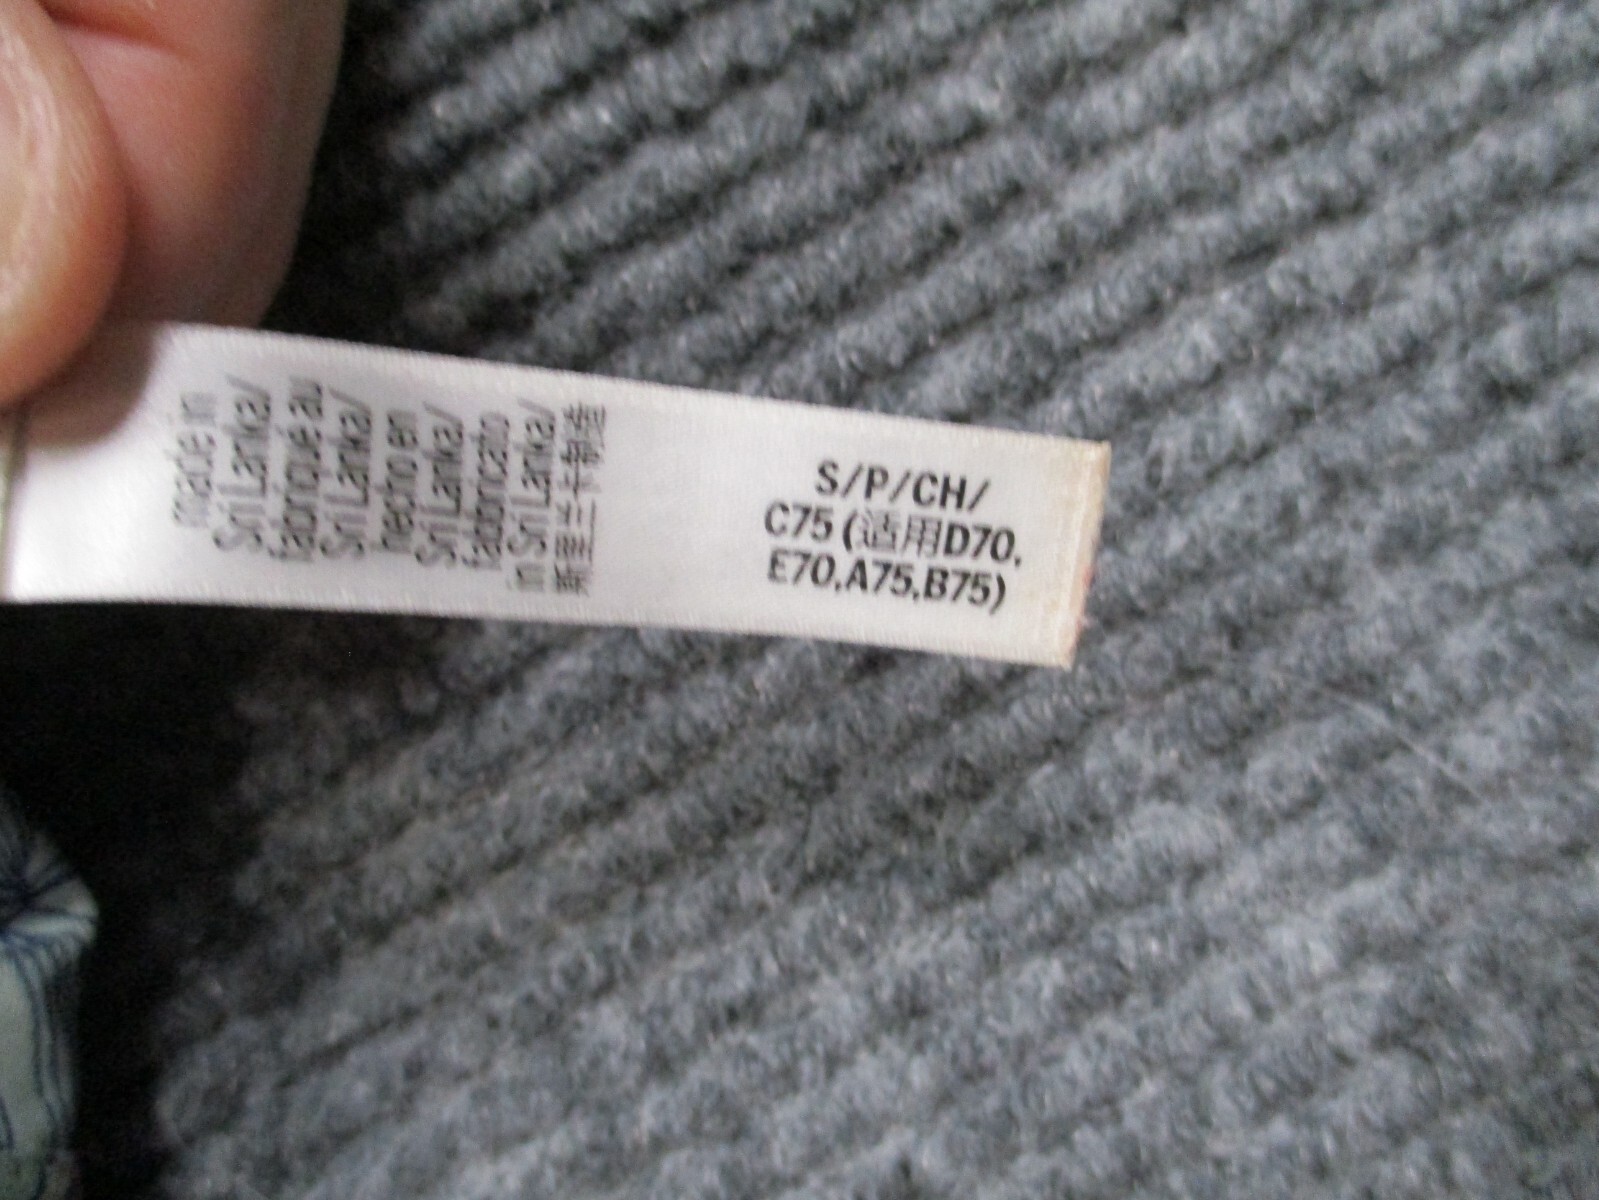 made in
Sri Lanka/
fabriqué au
Sri Lanka/
hecho en
Sri Lanka/
fabbricato
in Sri Lanka/
斯里兰卡制造
S/P/CH/
C75 (适用D70,
E70,A75,B75)